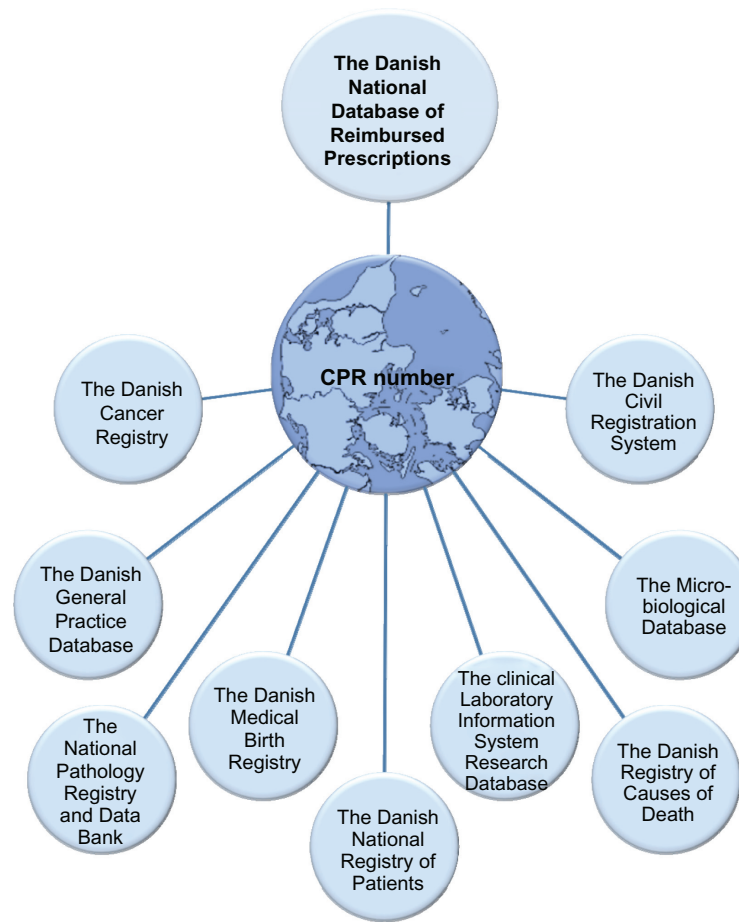 The Danish
National
Database of
Reimbursed
Prescriptions
CPR number
The Danish
Cancer
Registry
The Danish
Civil
Registration
System
The Danish
General
Practice
Database
The Micro-
biological
Database
The
National
Pathology
Registry
and Data
Bank
The Danish
Medical
Birth
Registry
The Danish
National
Registry of
Patients
The clinical
Laboratory
Information
System
Research
Database
The Danish
Registry of
Causes of
Death